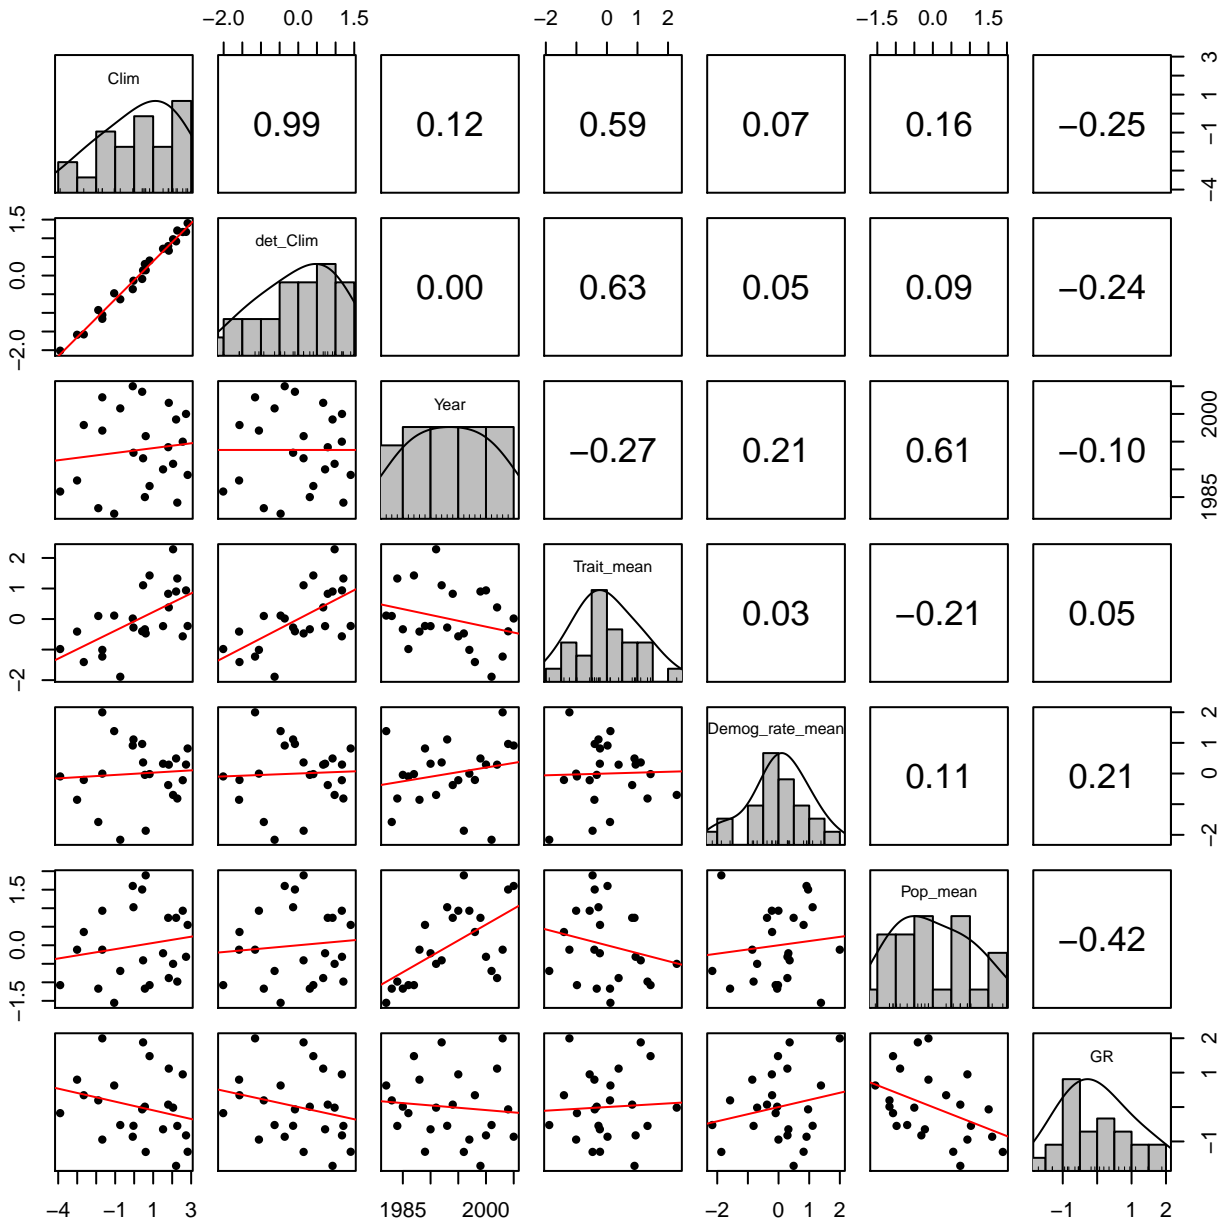 −2.0 0.0 1.5 −2 0 1 2 −1.5 0.0 1.5
Clim 0.99 0.12 0.59 0.07 0.16 −0.25 −4 −1 1 3
−2.0 0.0 1.5 det_Clim 0.00 0.63 0.05 0.09 −0.24
Year −0.27 0.21 0.61 −0.10 1985 2000
−2 0 1 2 Trait_mean 0.03 −0.21 0.05
Demog_rate_mean 0.11 0.21 −2 0 1 2
−1.5 0.0 1.5 Pop_mean −0.42
GR −1 1 2
−4 −1 1 3 1985 2000 −2 0 1 2 −1 1 2